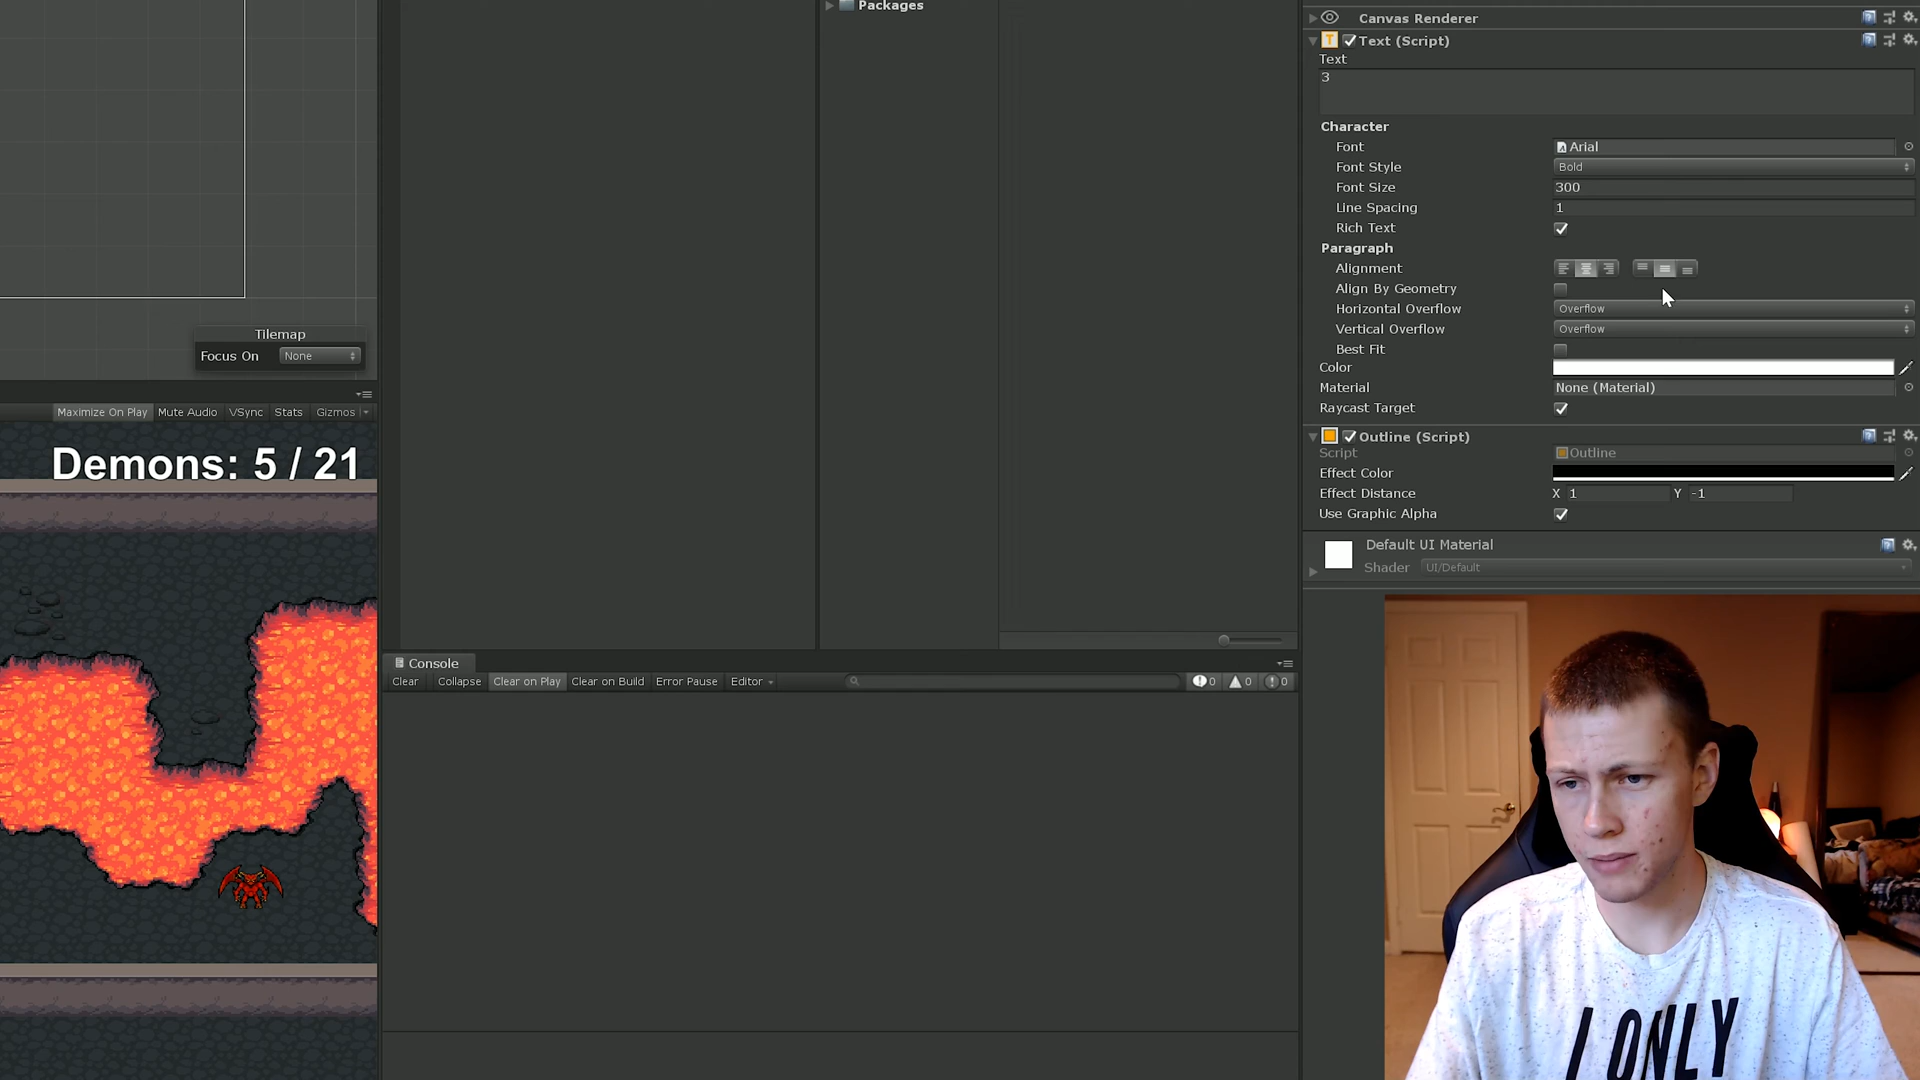 Packages
Canvas Renderer
Text (Script)
Text
3
Character
Font Arial
Font Style Bold
Font Size 300
Line Spacing 1
Rich Text
Paragraph
Alignment
Align By Geometry
Horizontal Overflow Overflow
Vertical Overflow Overflow
Best Fit
Color
Material None (Material)
Raycast Target
Outline (Script)
Script Outline
Effect Color
Effect Distance X 1 Y -1
Use Graphic Alpha
Default UI Material
Shader UI/Default
Tilemap
Focus On None
Maximize On Play Mute Audio VSync Stats Gizmos
Demons: 5 / 21
Console
Clear Collapse Clear on Play Clear on Build Error Pause Editor 0 0 0
I ONLY